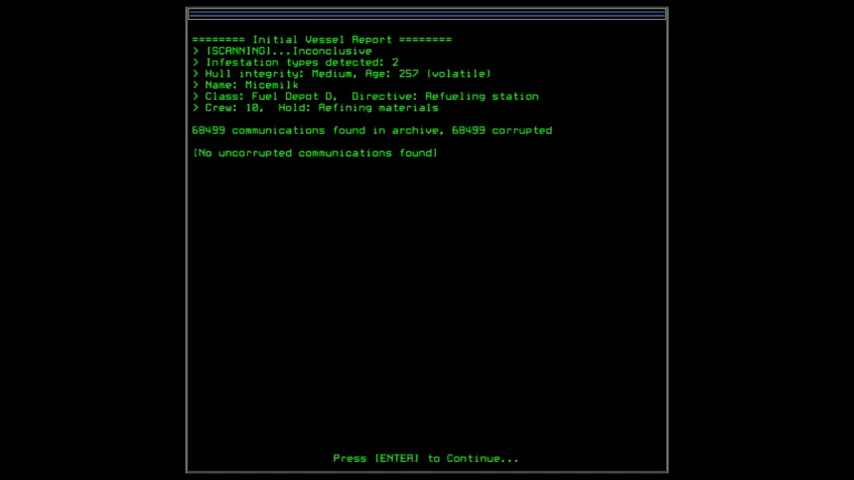 ======== Initial Vessel Report ========
> [SCANNING]...Inconclusive
> Infestation types detected: 2
> Hull integrity: Medium, Age: 257 (volatile)
> Name: Micemilk
> Class: Fuel Depot D,  Directive: Refueling station
> Crew: 10,  Hold: Refining materials
68499 communications found in archive, 68499 corrupted
[No uncorrupted communications found]
Press [ENTER] to Continue...